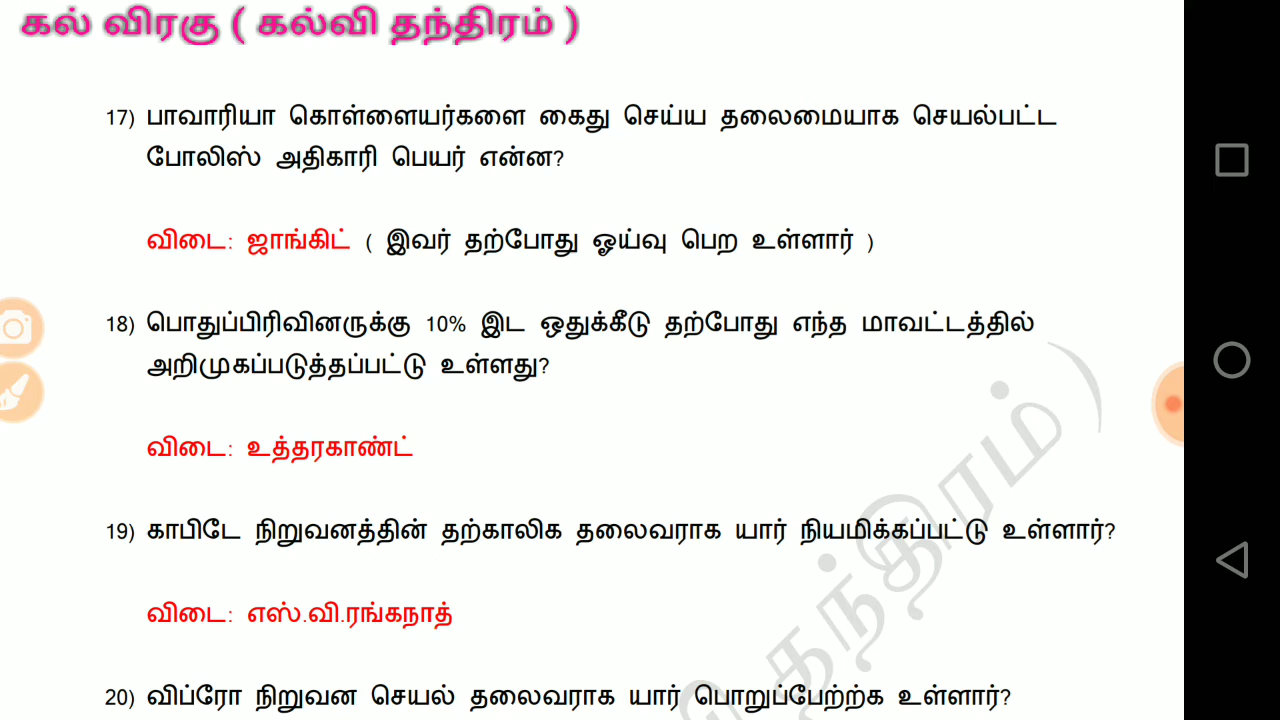 கல் விரகு ( கல்வி தந்திரம் )
17) பாவாரியா கொள்ளையர்களை கைது செய்ய தலைமையாக செயல்பட்ட
போலிஸ் அதிகாரி பெயர் என்ன?
விடை: ஜாங்கிட் ( இவர் தற்போது ஓய்வு பெற உள்ளார் )
18) பொதுப்பிரிவினருக்கு 10% இட ஒதுக்கீடு தற்போது எந்த மாவட்டத்தில்
அறிமுகப்படுத்தப்பட்டு உள்ளது?
விடை: உத்தரகாண்ட்
19) காபிடே நிறுவனத்தின் தற்காலிக தலைவராக யார் நியமிக்கப்பட்டு உள்ளார்?
விடை: எஸ்.வி.ரங்கநாத்
20) விப்ரோ நிறுவன செயல் தலைவராக யார் பொறுப்பேற்ற்க உள்ளார்?
தந்திரம் )